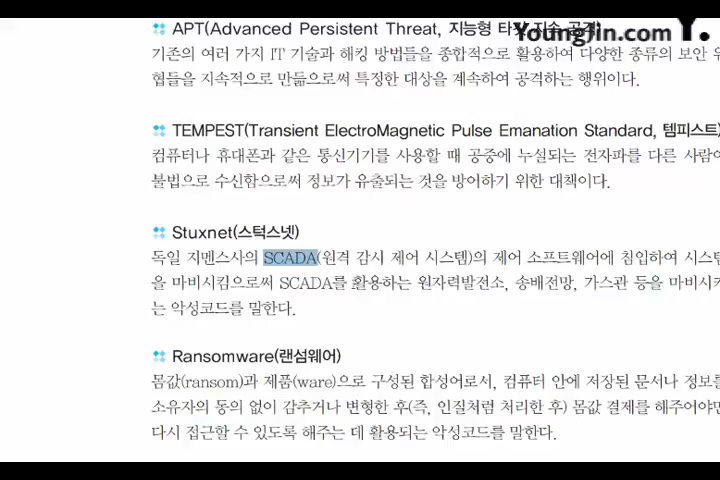 Youngjin.com Y.
APT(Advanced Persistent Threat, 지능형 타깃 지속 공격)
기존의 여러 가지 IT 기술과 해킹 방법들을 종합적으로 활용하여 다양한 종류의 보안 위
협들을 지속적으로 만듦으로써 특정한 대상을 계속하여 공격하는 행위이다.
TEMPEST(Transient ElectroMagnetic Pulse Emanation Standard, 템피스트)
컴퓨터나 휴대폰과 같은 통신기기를 사용할 때 공중에 누설되는 전자파를 다른 사람이
불법으로 수신함으로써 정보가 유출되는 것을 방어하기 위한 대책이다.
Stuxnet(스턱스넷)
독일 지멘스사의 SCADA(원격 감시 제어 시스템)의 제어 소프트웨어에 침입하여 시스템
을 마비시킴으로써 SCADA를 활용하는 원자력발전소, 송배전망, 가스관 등을 마비시키
는 악성코드를 말한다.
Ransomware(랜섬웨어)
몸값(ransom)과 제품(ware)으로 구성된 합성어로서, 컴퓨터 안에 저장된 문서나 정보를
소유자의 동의 없이 감추거나 변형한 후(즉, 인질처럼 처리한 후) 몸값 결제를 해주어야만
다시 접근할 수 있도록 해주는 데 활용되는 악성코드를 말한다.